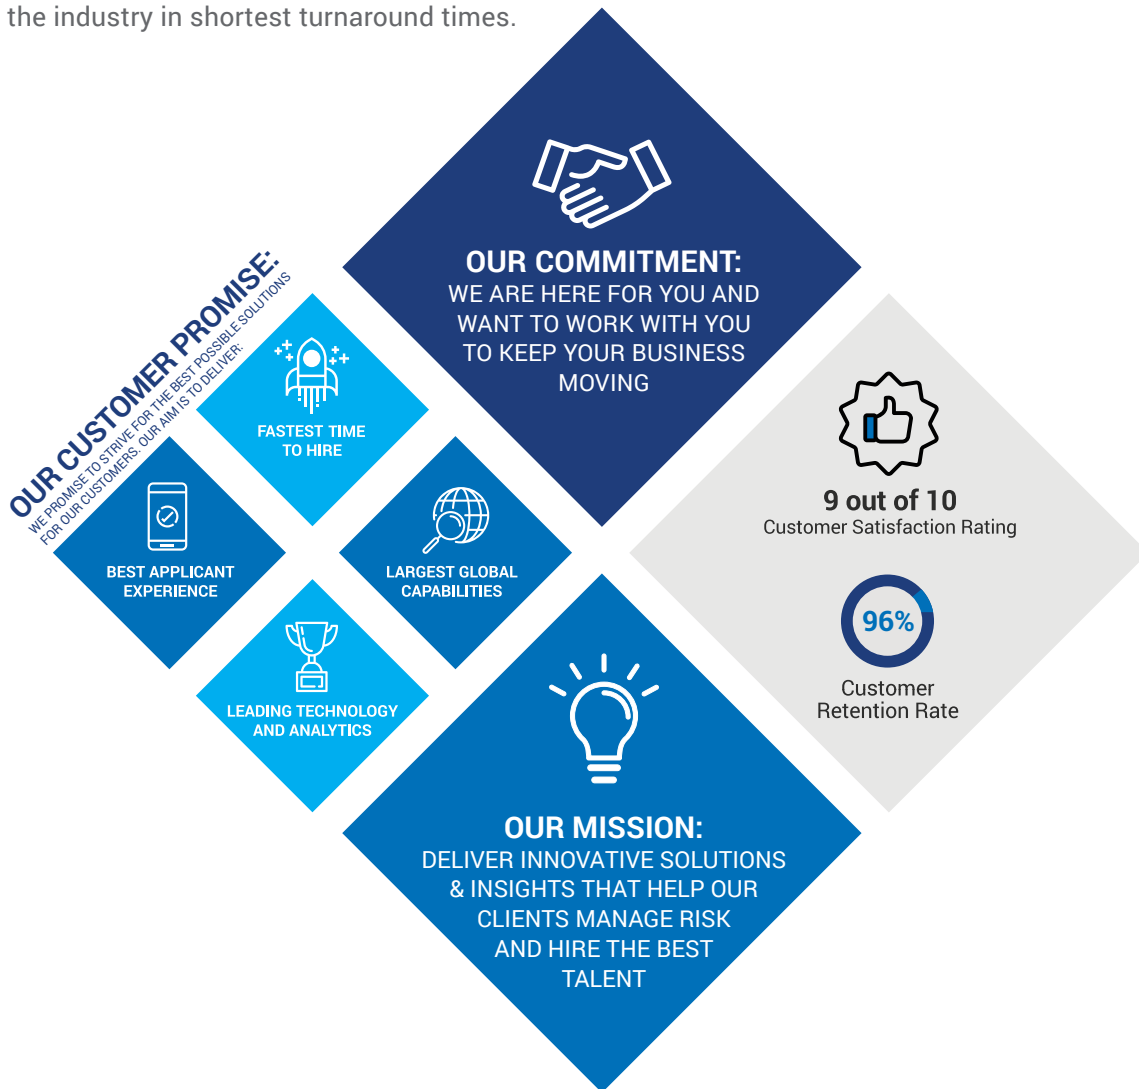 the industry in shortest turnaround times.
OUR COMMITMENT:
WE ARE HERE FOR YOU AND
WANT TO WORK WITH YOU
TO KEEP YOUR BUSINESS
MOVING
OUR CUSTOMER PROMISE:
WE PROMISE TO STRIVE FOR THE BEST POSSIBLE SOLUTIONS
FOR OUR CUSTOMERS. OUR AIM IS TO DELIVER:
FASTEST TIME
TO HIRE
BEST APPLICANT
EXPERIENCE
LARGEST GLOBAL
CAPABILITIES
LEADING TECHNOLOGY
AND ANALYTICS
9 out of 10
Customer Satisfaction Rating
96%
Customer
Retention Rate
OUR MISSION:
DELIVER INNOVATIVE SOLUTIONS
& INSIGHTS THAT HELP OUR
CLIENTS MANAGE RISK
AND HIRE THE BEST
TALENT